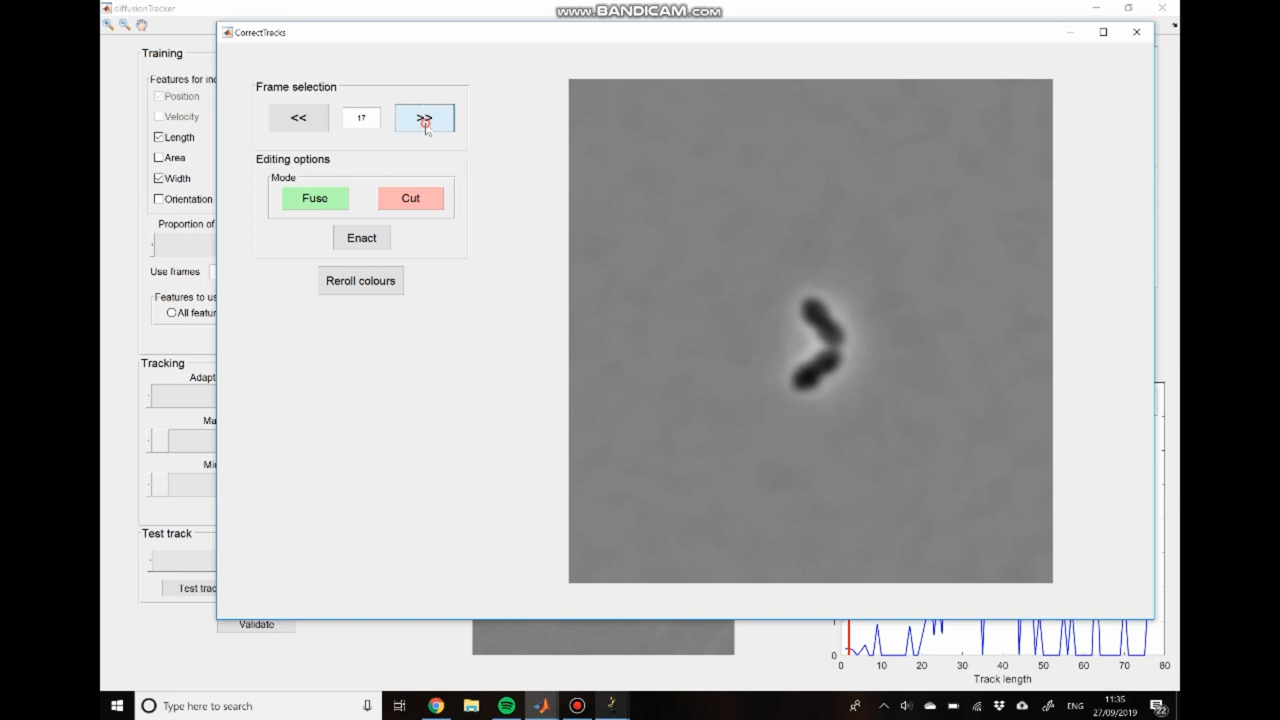 www.BANDICAM.com
diffusionTracker
CorrectTracks
Training
Features for inc
Position
Velocity
Length
Area
Width
Orientation
Proportion of
Use frames
Features to us
All featur
Tracking
Adapt
Ma
Mi
Test track
Test trac
Validate
Frame selection
<<
17
>>
Editing options
Mode
Fuse
Cut
Enact
Reroll colours
0
0 10 20 30 40 50 60 70 80
Track length
Type here to search
ENG
11:35
27/09/2019
22